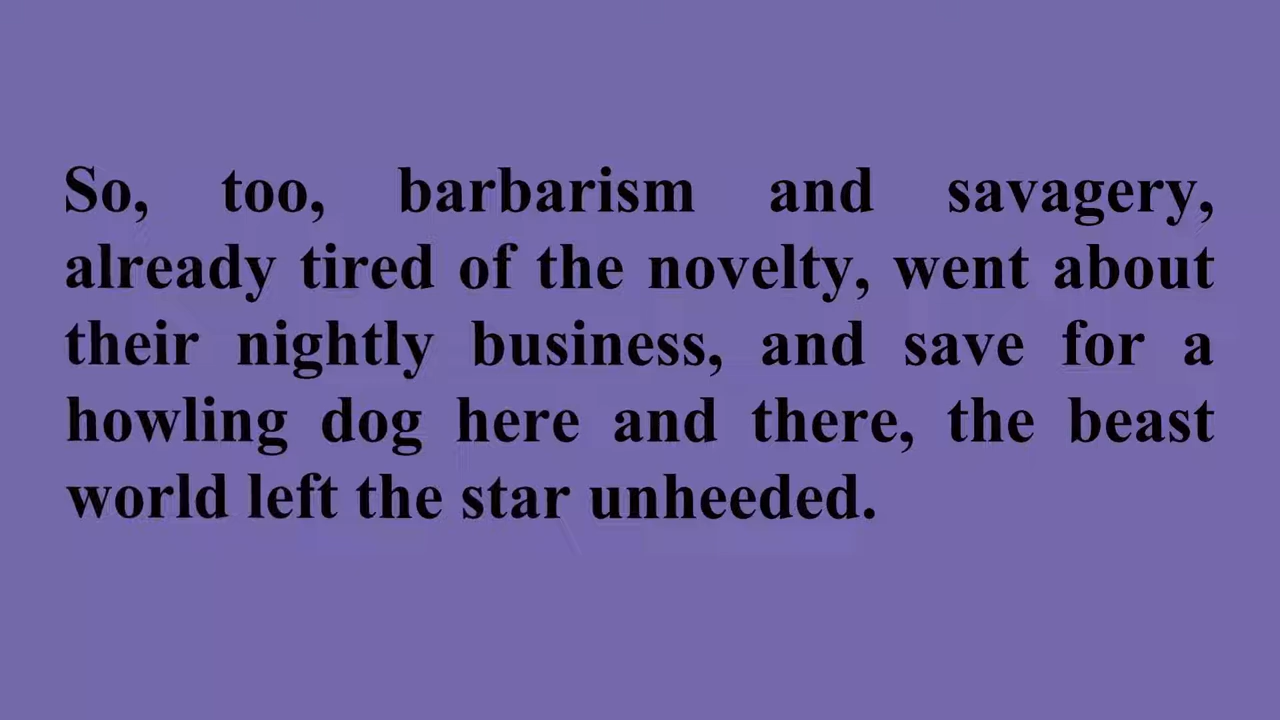 So, too, barbarism and savagery,
already tired of the novelty, went about
their nightly business, and save for a
howling dog here and there, the beast
world left the star unheeded.